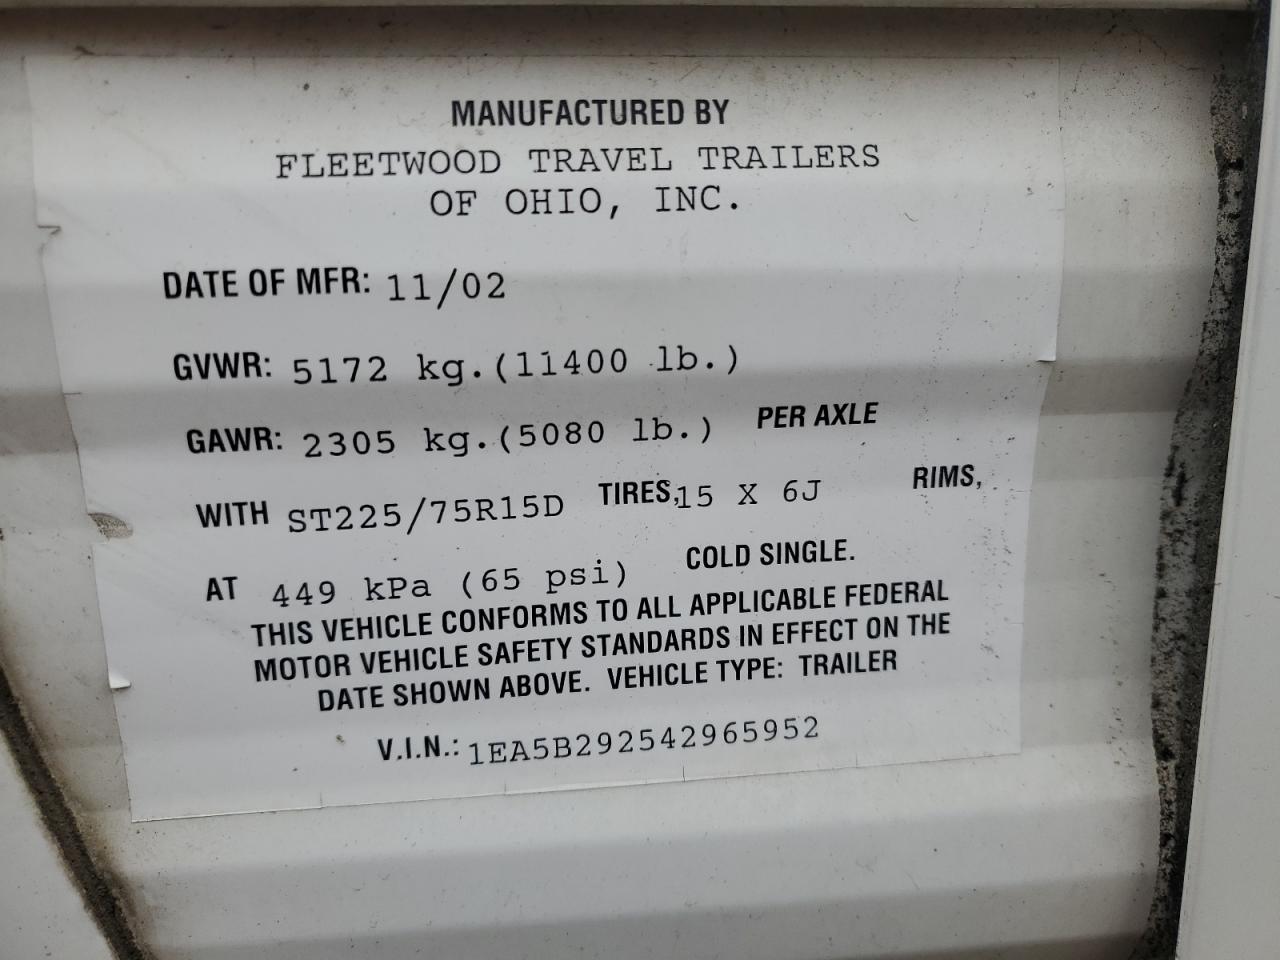 MANUFACTURED BY
FLEETWOOD TRAVEL TRAILERS
OF OHIO, INC.
DATE OF MFR: 11/02
GVWR: 5172 kg.(11400 lb.)
GAWR: 2305 kg.(5080 lb.) PER AXLE
WITH ST225/75R15D TIRES, 15 X 6J RIMS,
AT 449 kPa (65 psi) COLD SINGLE.
THIS VEHICLE CONFORMS TO ALL APPLICABLE FEDERAL
MOTOR VEHICLE SAFETY STANDARDS IN EFFECT ON THE
DATE SHOWN ABOVE. VEHICLE TYPE: TRAILER
V.I.N.: 1EA5B292542965952